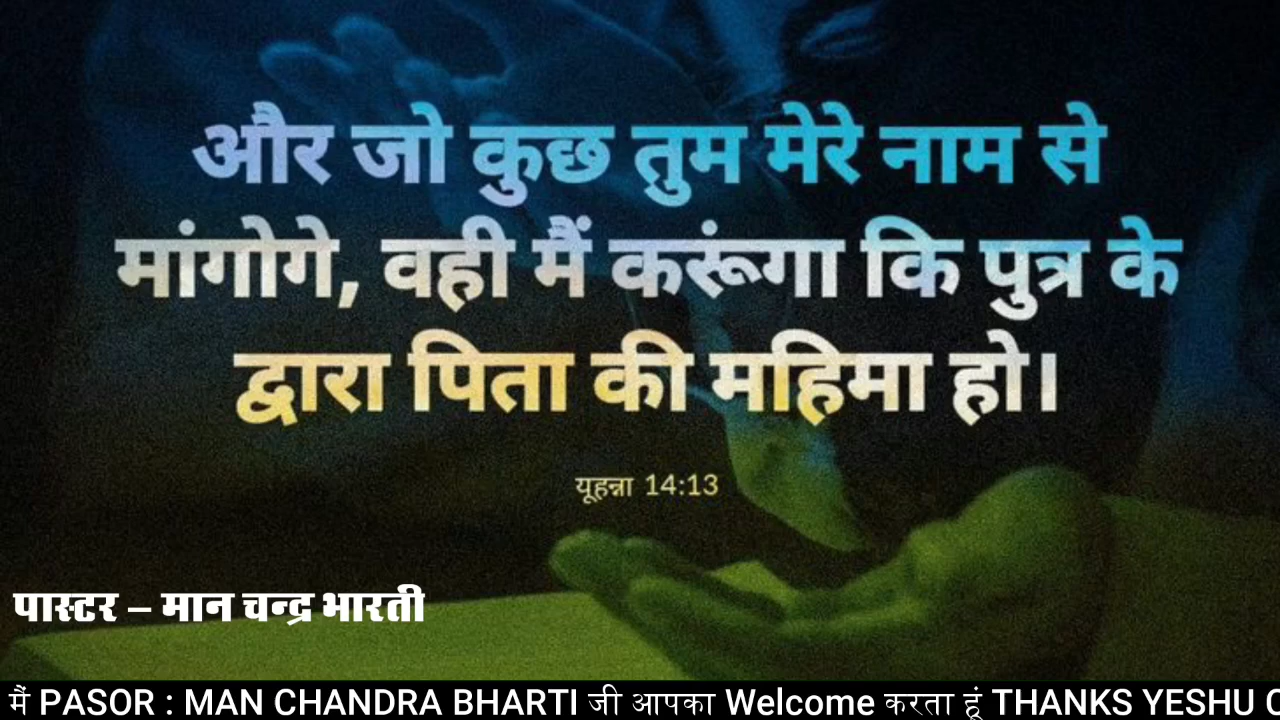 और जो कुछ तुम मेरे नाम से
मांगोगे, वही मैं करूंगा कि पुत्र के
द्वारा पिता की महिमा हो।
यूहन्ना 14:13
पास्टर – मान चन्द्र भारती
मैं PASOR : MAN CHANDRA BHARTI जी आपका Welcome करता हूं THANKS YESHU